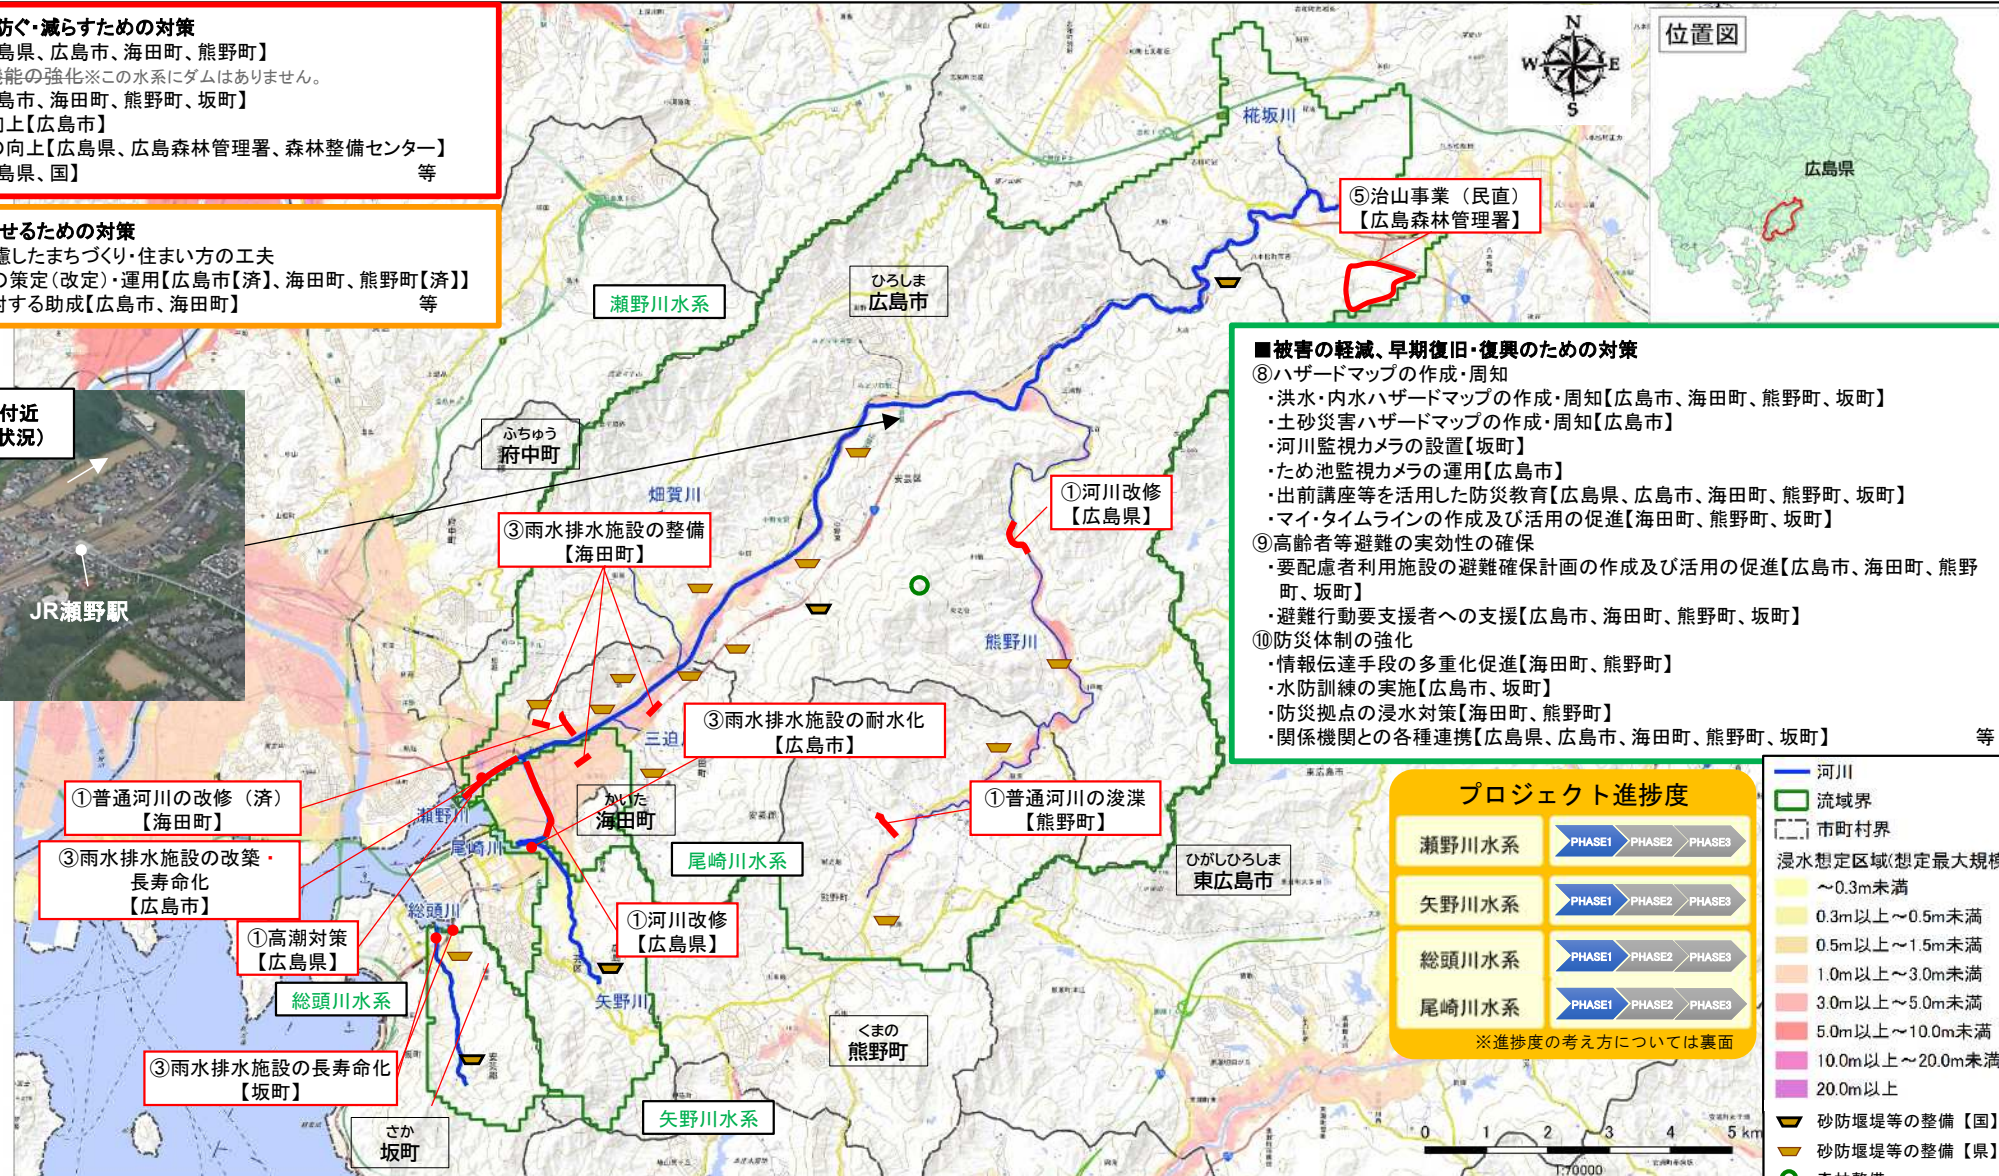 防ぐ・減らすための対策
島県、広島市、海田町、熊野町】
能の強化※この水系にダムはありません。
島市、海田町、熊野町、坂町】
向上【広島市】
の向上【広島県、広島森林管理署、森林整備センター】
島県、国】 等
せるための対策
慮したまちづくり・住まい方の工夫
の策定(改定)・運用【広島市【済】、海田町、熊野町【済】】
対する助成【広島市、海田町】 等
付近
状況)
JR瀬野駅
N
W E
S
位置図
広島県
椛坂川
⑤治山事業（民直）
【広島森林管理署】
瀬野川水系
ひろしま
広島市
ふちゅう
府中町
畑賀川
③雨水排水施設の整備
【海田町】
①河川改修
【広島県】
熊野川
■被害の軽減、早期復旧・復興のための対策
⑧ハザードマップの作成・周知
・洪水・内水ハザードマップの作成・周知【広島市、海田町、熊野町、坂町】
・土砂災害ハザードマップの作成・周知【広島市】
・河川監視カメラの設置【坂町】
・ため池監視カメラの運用【広島市】
・出前講座等を活用した防災教育【広島県、広島市、海田町、熊野町、坂町】
・マイ・タイムラインの作成及び活用の促進【海田町、熊野町、坂町】
⑨高齢者等避難の実効性の確保
・要配慮者利用施設の避難確保計画の作成及び活用の促進【広島市、海田町、熊野
町、坂町】
・避難行動要支援者への支援【広島市、海田町、熊野町、坂町】
⑩防災体制の強化
・情報伝達手段の多重化促進【海田町、熊野町】
・水防訓練の実施【広島市、坂町】
・防災拠点の浸水対策【海田町、熊野町】
・関係機関との各種連携【広島県、広島市、海田町、熊野町、坂町】 等
三迫
③雨水排水施設の耐水化
【広島市】
①普通河川の改修（済）
【海田町】
瀬野川
かいた
海田町
①普通河川の浚渫
【熊野町】
尾崎川
尾崎川水系
③雨水排水施設の改築・
長寿命化
【広島市】
ひがしひろしま
東広島市
東広島市
総頭川
①高潮対策
【広島県】
①河川改修
【広島県】
総頭川水系
矢野川
くまの
熊野町
③雨水排水施設の長寿命化
【坂町】
さか
坂町
矢野川水系
プロジェクト進捗度
瀬野川水系 PHASE1 PHASE2 PHASE3
矢野川水系 PHASE1 PHASE2 PHASE3
総頭川水系 PHASE1 PHASE2 PHASE3
尾崎川水系 PHASE1 PHASE2 PHASE3
※進捗度の考え方については裏面
河川
流域界
市町村界
浸水想定区域(想定最大規模
～0.3m未満
0.3m以上～0.5m未満
0.5m以上～1.5m未満
1.0m以上～3.0m未満
3.0m以上～5.0m未満
5.0m以上～10.0m未満
10.0m以上～20.0m未満
20.0m以上
砂防堰堤等の整備【国】
砂防堰堤等の整備【県】
0 1 2 3 4 5 km
1:70000